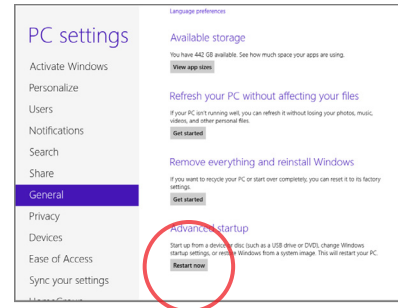 Language preferences
PC settings
Activate Windows
Personalize
Users
Notifications
Search
Share
General
Privacy
Devices
Ease of Access
Sync your settings
HomeGroup
Available storage
You have 442 GB available. See how much space your apps are using.
View app sizes
Refresh your PC without affecting your files
If your PC isn't running well, you can refresh it without losing your photos, music,
videos, and other personal files.
Get started
Remove everything and reinstall Windows
If you want to recycle your PC or start over completely, you can reset it to its factory
settings.
Get started
Advanced startup
Start up from a device or disc (such as a USB drive or DVD), change Windows
startup settings, or restore Windows from a system image. This will restart your PC.
Restart now